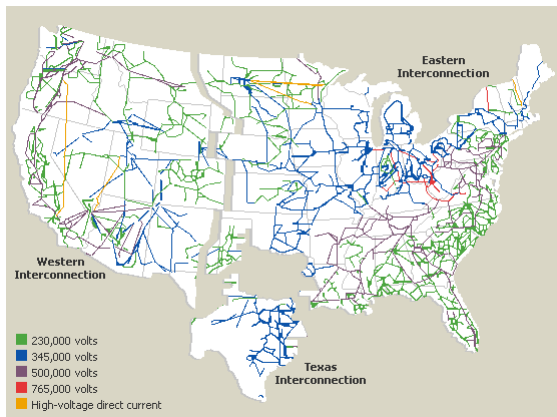 Eastern
Interconnection
Western
Interconnection
Texas
Interconnection
230,000 volts
345,000 volts
500,000 volts
765,000 volts
High-voltage direct current